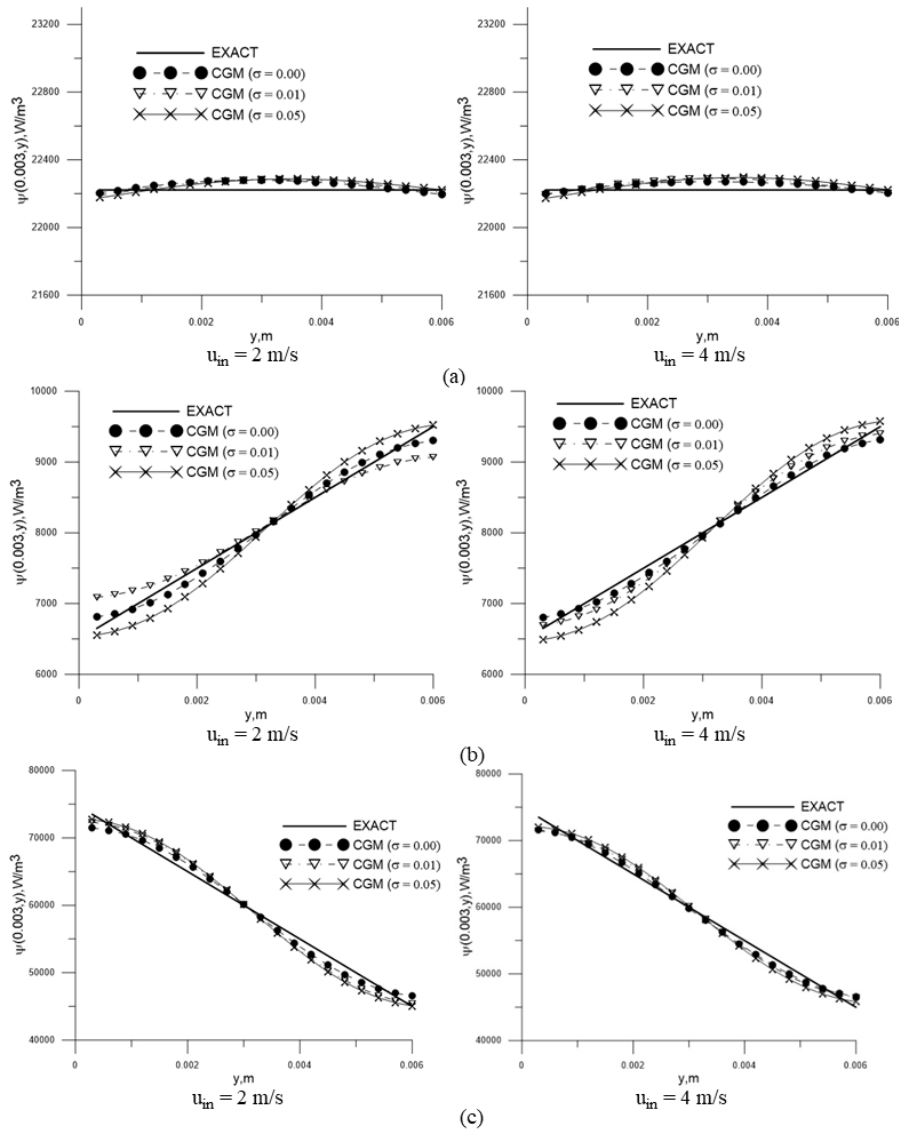 23200
22800
22400
22000
21600
Ψ(0.003,y),W/m³
EXACT
CGM (σ = 0.00)
CGM (σ = 0.01)
CGM (σ = 0.05)
0 0.002 0.004 0.006
y,m
u_in = 2 m/s
23200
22800
22400
22000
21600
Ψ(0.003,y),W/m³
EXACT
CGM (σ = 0.00)
CGM (σ = 0.01)
CGM (σ = 0.05)
0 0.002 0.004 0.006
y,m
u_in = 4 m/s
(a)
10000
9000
8000
7000
6000
Ψ(0.003,y),W/m³
EXACT
CGM (σ = 0.00)
CGM (σ = 0.01)
CGM (σ = 0.05)
0 0.002 0.004 0.006
y,m
u_in = 2 m/s
10000
9000
8000
7000
6000
Ψ(0.003,y),W/m³
EXACT
CGM (σ = 0.00)
CGM (σ = 0.01)
CGM (σ = 0.05)
0 0.002 0.004 0.006
y,m
u_in = 4 m/s
(b)
80000
70000
60000
50000
40000
Ψ(0.003,y),W/m³
EXACT
CGM (σ = 0.00)
CGM (σ = 0.01)
CGM (σ = 0.05)
0 0.002 0.004 0.006
y,m
u_in = 2 m/s
80000
70000
60000
50000
40000
Ψ(0.003,y),W/m³
EXACT
CGM (σ = 0.00)
CGM (σ = 0.01)
CGM (σ = 0.05)
0 0.002 0.004 0.006
y,m
u_in = 4 m/s
(c)